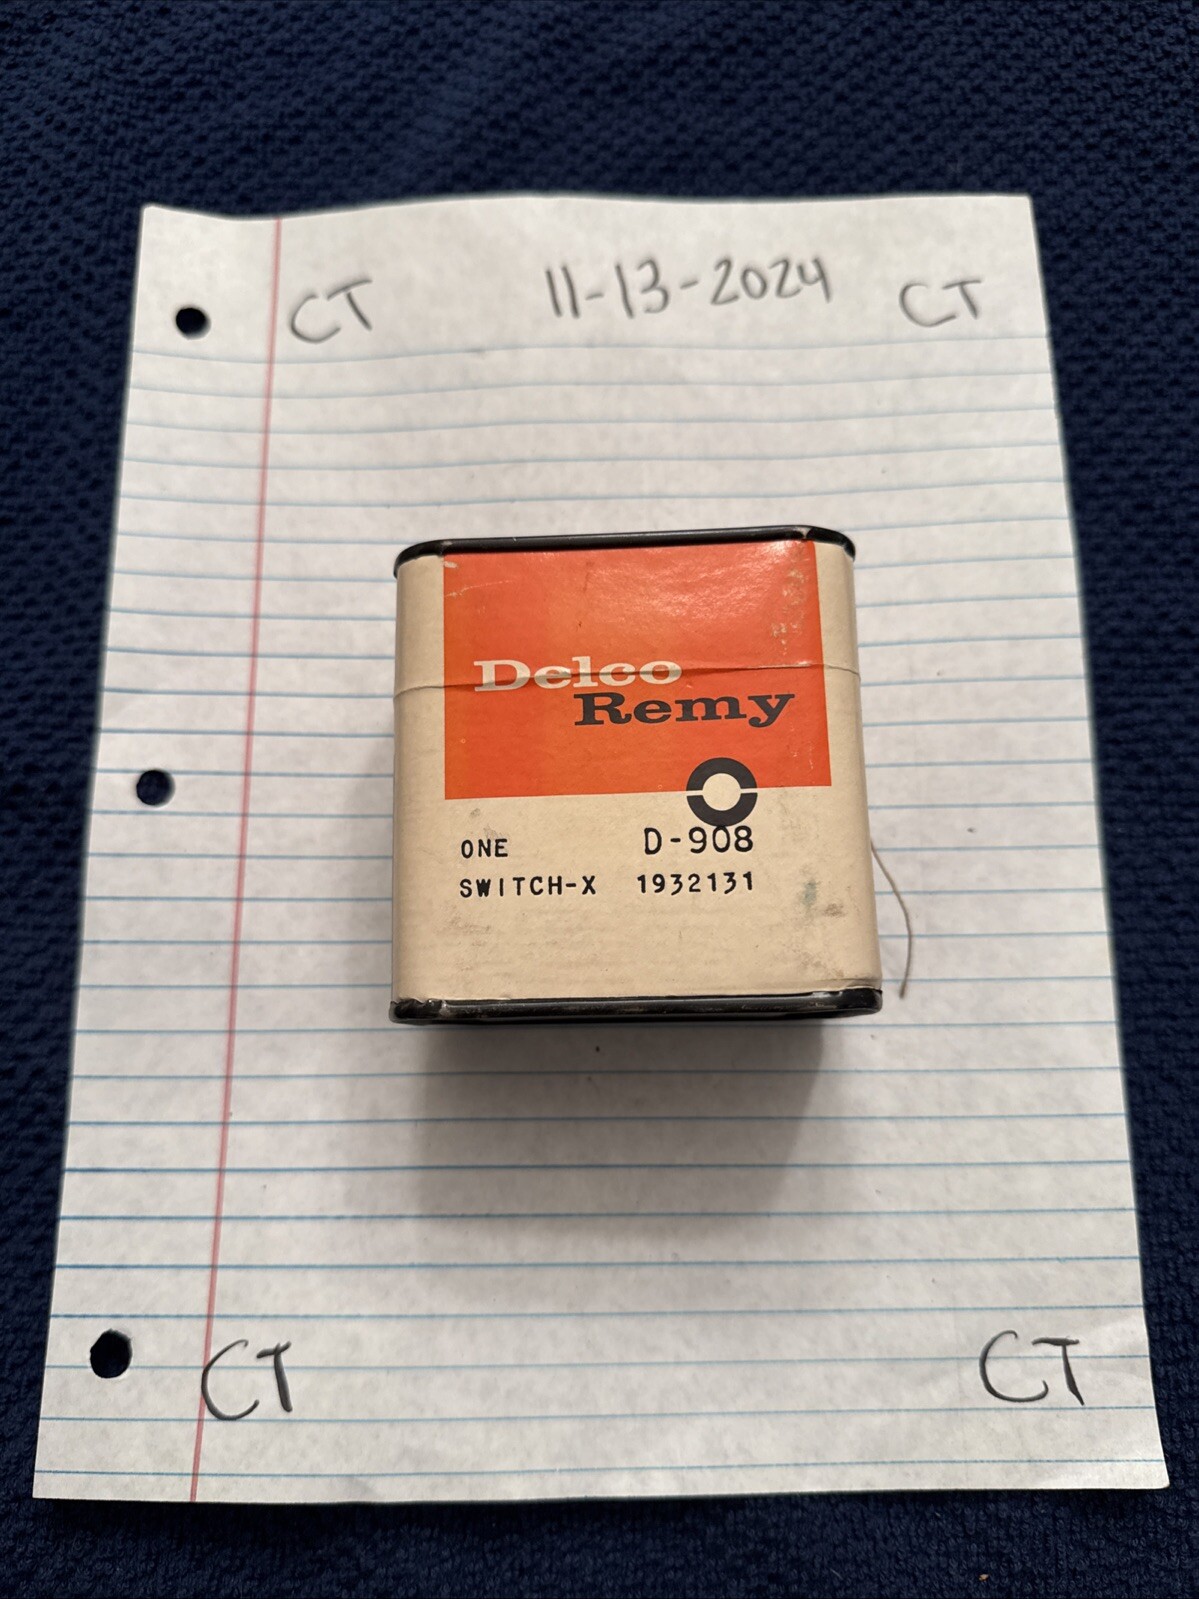 CT 11-13-2024 CT
Delco
Remy
ONE D-908
SWITCH-X 1932131
CT CT